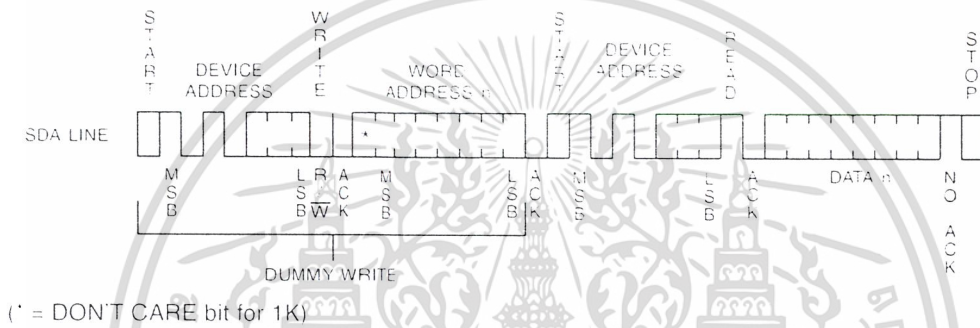 START
WRITE
START
READ
STOP
DEVICE
ADDRESS
WORD
ADDRESS n
DEVICE
ADDRESS
SDA LINE
*
MSB
LSB
R/W
ACK
MSB
LSB
ACK
MSB
LSB
ACK
DATA n
NO ACK
DUMMY WRITE
(* = DON'T CARE bit for 1K)